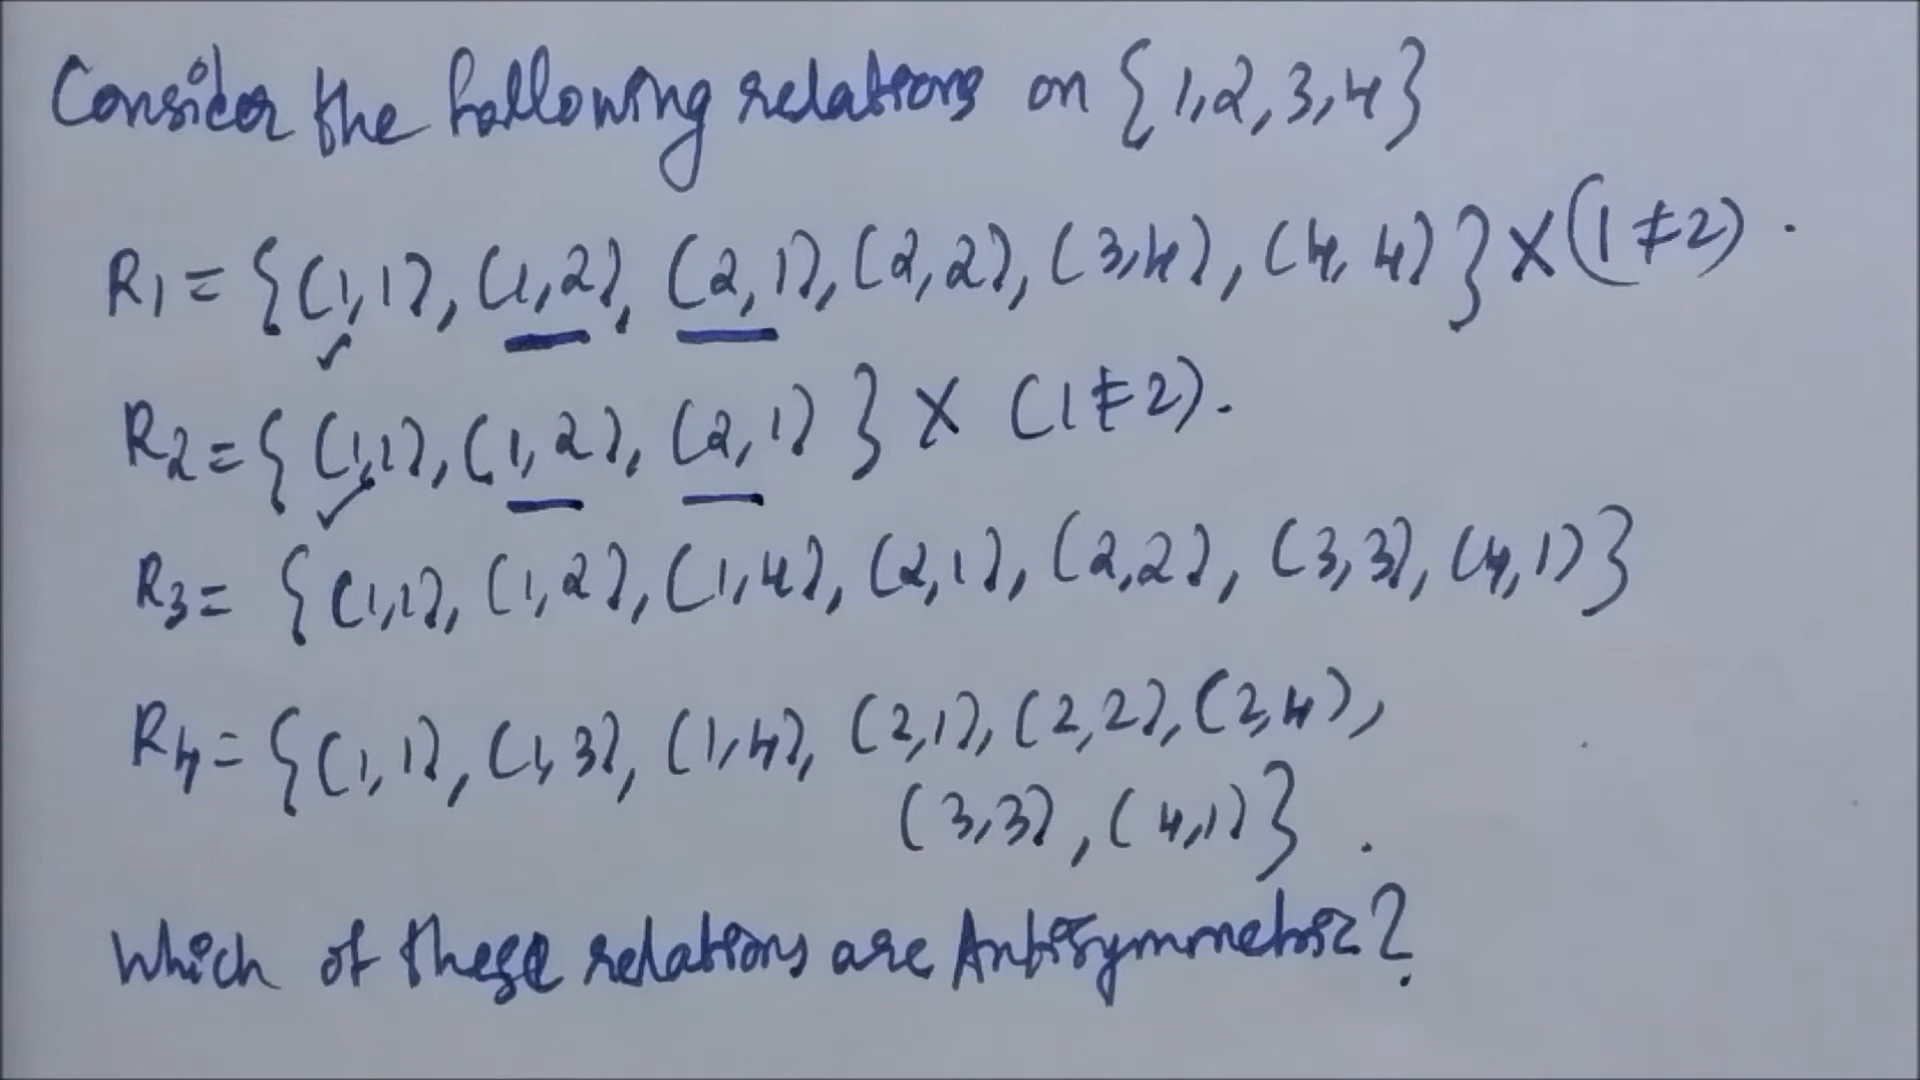 Consider the following relations on {1,2,3,4}
R1 = {(1,1), (1,2), (2,1), (2,2), (3,4), (4,4)} X (1 ≠ 2).
R2 = {(1,1), (1,2), (2,1)} X (1 ≠ 2).
R3 = {(1,1), (1,2), (1,4), (2,1), (2,2), (3,3), (4,1)}
R4 = {(1,1), (1,3), (1,4), (2,1), (2,2), (2,4),
(3,3), (4,1)}.
Which of these relations are Antisymmetric?